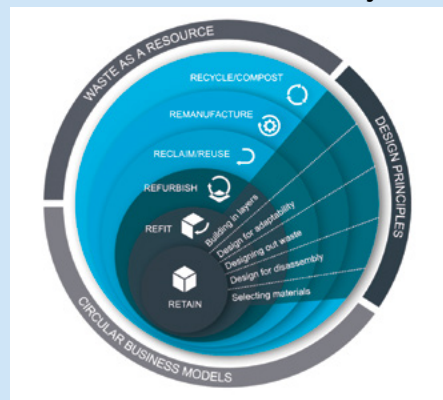 WASTE AS A RESOURCE
RECYCLE/COMPOST
REMANUFACTURE
RECLAIM/REUSE
REFURBISH
REFIT
RETAIN
DESIGN PRINCIPLES
Building in layers
Design for adaptability
Designing out waste
Design for disassembly
Selecting materials
CIRCULAR BUSINESS MODELS